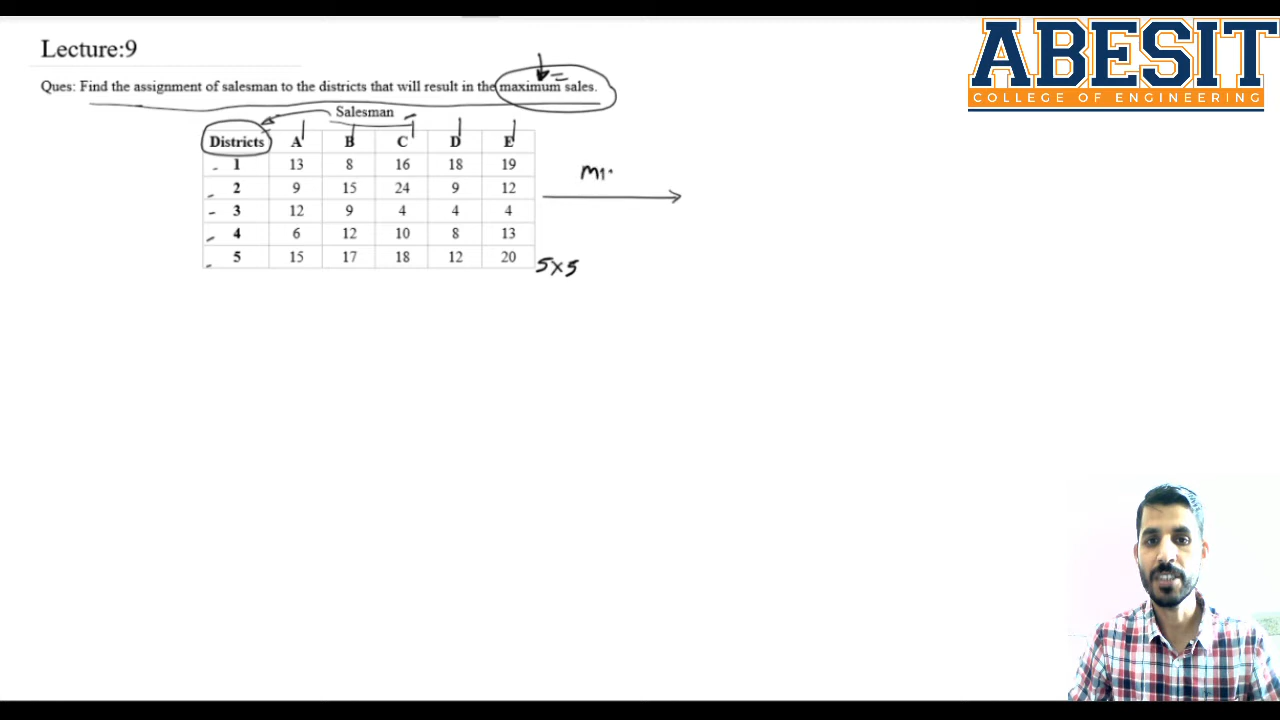 Lecture:9
ABESIT
COLLEGE OF ENGINEERING
Ques: Find the assignment of salesman to the districts that will result in the maximum sales.
Salesman
Districts A B C D E
1 13 8 16 18 19
2 9 15 24 9 12
3 12 9 4 4 4
4 6 12 10 8 13
5 15 17 18 12 20
5×5